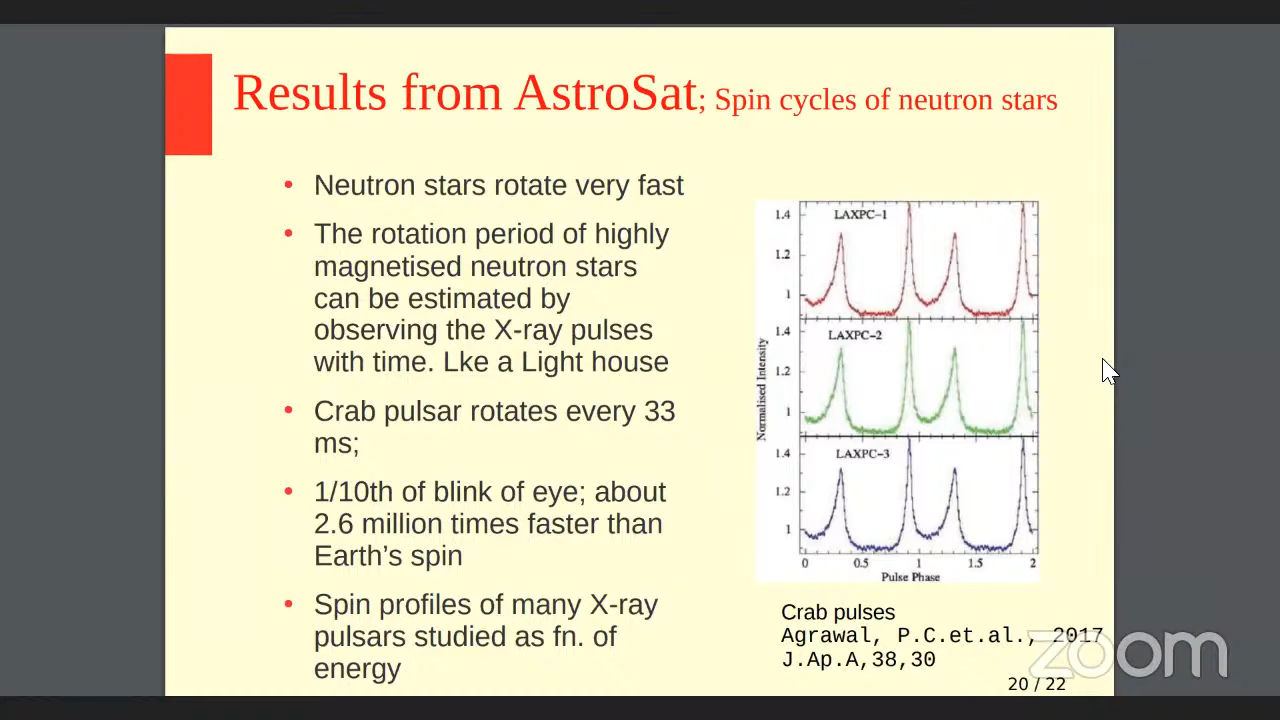 Results from AstroSat; Spin cycles of neutron stars
• Neutron stars rotate very fast
• The rotation period of highly
magnetised neutron stars
can be estimated by
observing the X-ray pulses
with time. Lke a Light house
• Crab pulsar rotates every 33
ms;
• 1/10th of blink of eye; about
2.6 million times faster than
Earth's spin
• Spin profiles of many X-ray
pulsars studied as fn. of
energy
LAXPC-1
1.4
1.2
1
LAXPC-2
1.4
1.2
1
LAXPC-3
1.4
1.2
1
Normalised Intensity
0 0.5 1 1.5 2
Pulse Phase
Crab pulses
Agrawal, P.C.et.al., 2017
J.Ap.A,38,30
zoom
20 / 22